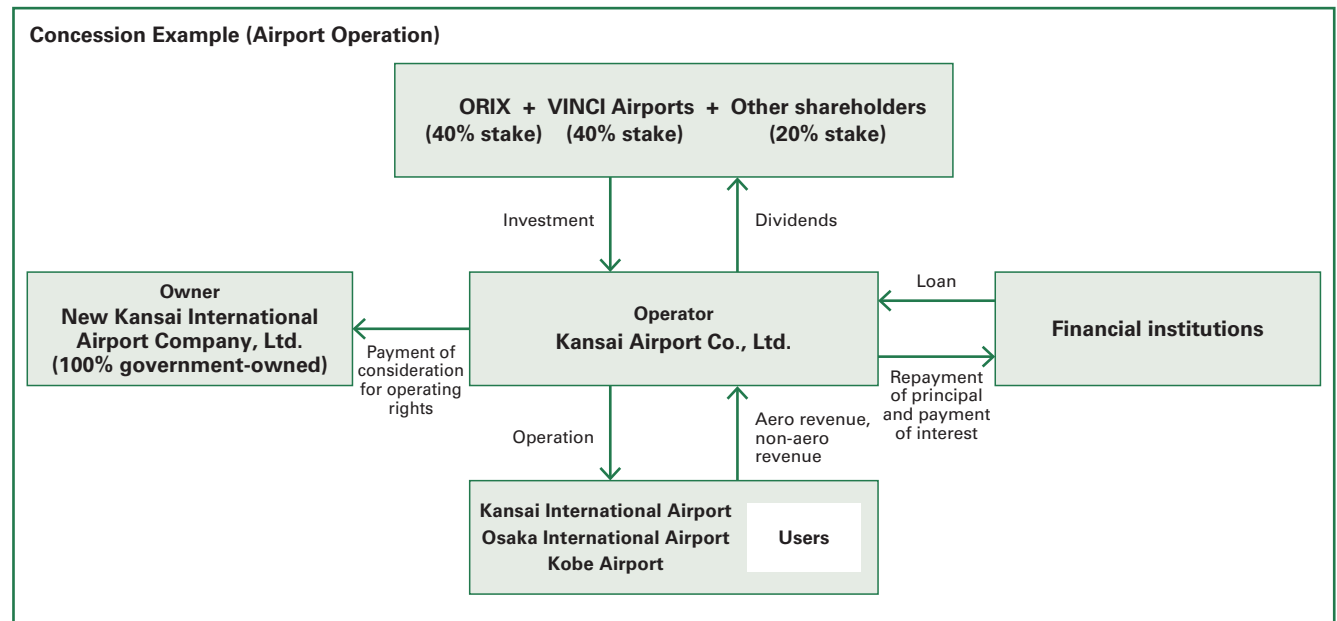 Concession Example (Airport Operation)
ORIX + VINCI Airports + Other shareholders
(40% stake) (40% stake) (20% stake)
Investment
Dividends
Owner
New Kansai International
Airport Company, Ltd.
(100% government-owned)
Payment of
consideration
for operating
rights
Operator
Kansai Airport Co., Ltd.
Loan
Repayment
of principal
and payment
of interest
Financial institutions
Operation
Aero revenue,
non-aero
revenue
Kansai International Airport
Osaka International Airport
Kobe Airport
Users